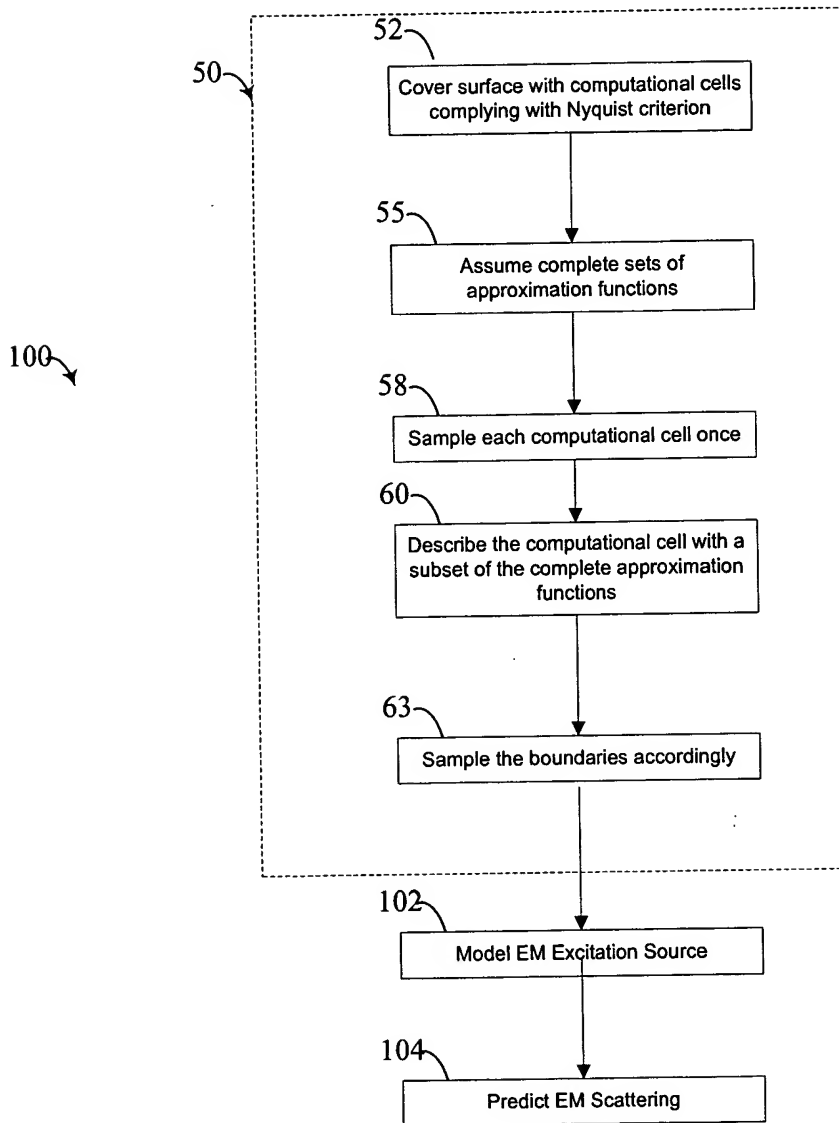 52
50
Cover surface with computational cells
complying with Nyquist criterion
55
Assume complete sets of
approximation functions
100
58
Sample each computational cell once
60
Describe the computational cell with a
subset of the complete approximation
functions
63
Sample the boundaries accordingly
102
Model EM Excitation Source
104
Predict EM Scattering